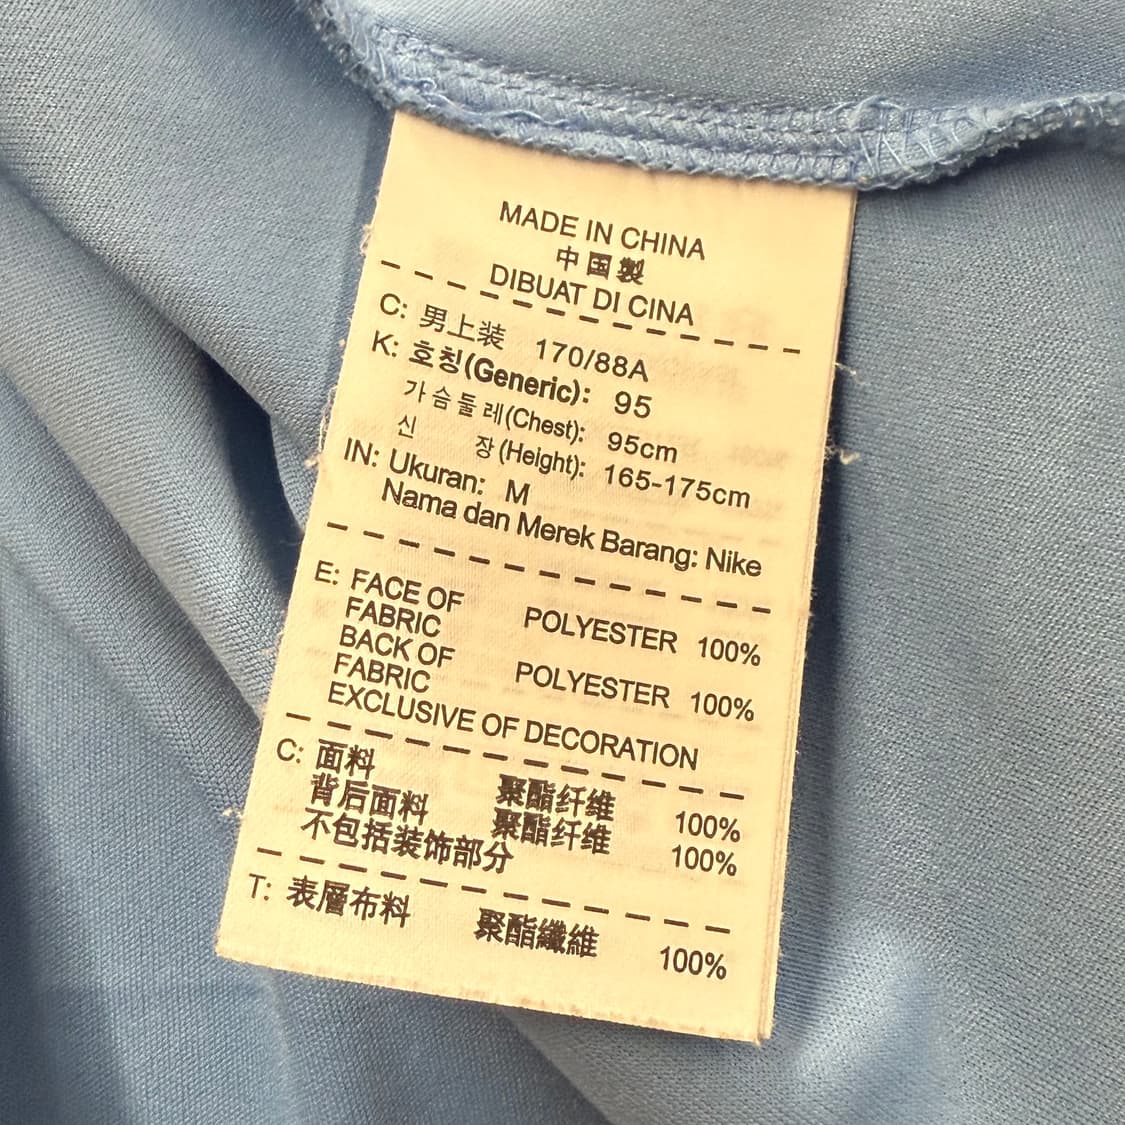 MADE IN CHINA
中国製
DIBUAT DI CINA
C: 男上装 170/88A
K: 호칭(Generic): 95
가슴둘레(Chest): 95cm
신 장(Height): 165-175cm
IN: Ukuran: M
Nama dan Merek Barang: Nike
E: FACE OF
FABRIC POLYESTER 100%
BACK OF
FABRIC POLYESTER 100%
EXCLUSIVE OF DECORATION
C: 面料 聚酯纤维 100%
背后面料 聚酯纤维 100%
不包括装饰部分
T: 表層布料 聚酯纖維 100%